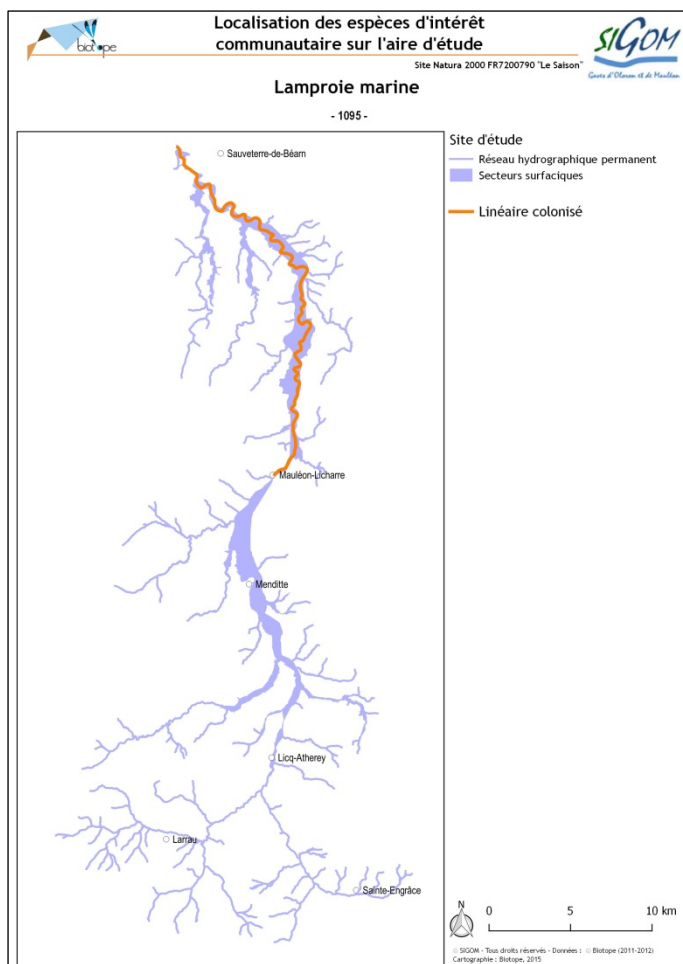 biotope
Localisation des espèces d'intérêt
communautaire sur l'aire d'étude
Site Natura 2000 FR7200790 "Le Saison"
SIGOM
Gaves d'Oloron et de Mauléon
Lamproie marine
- 1095 -
Sauveterre-de-Béarn
Mauléon-Licharre
Menditte
Licq-Atherey
Larrau
Sainte-Engrâce
Site d'étude
Réseau hydrographique permanent
Secteurs surfaciques
Linéaire colonisé
N
0 5 10 km
© SIGOM - Tous droits réservés - Données : © Biotope (2011-2012)
Cartographie : Biotope, 2015